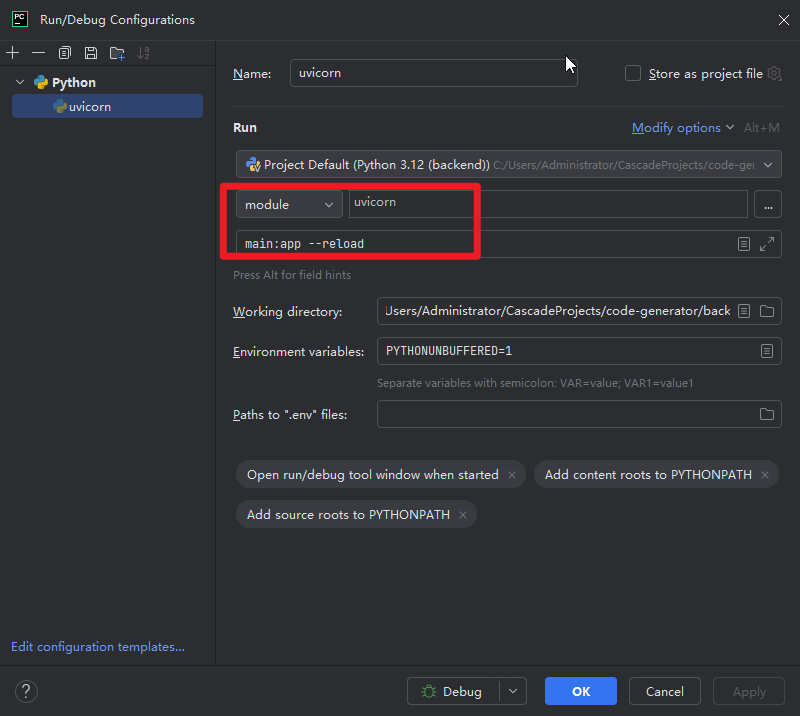 PC Run/Debug Configurations
Python
uvicorn
Name: uvicorn Store as project file
Run Modify options Alt+M
Project Default (Python 3.12 (backend)) C:/Users/Administrator/CascadeProjects/code-ger
module uvicorn ...
main:app --reload
Press Alt for field hints
Working directory: Users/Administrator/CascadeProjects/code-generator/back
Environment variables: PYTHONUNBUFFERED=1
Separate variables with semicolon: VAR=value; VAR1=value1
Paths to ".env" files:
Open run/debug tool window when started × Add content roots to PYTHONPATH ×
Add source roots to PYTHONPATH ×
Edit configuration templates...
? Debug OK Cancel Apply